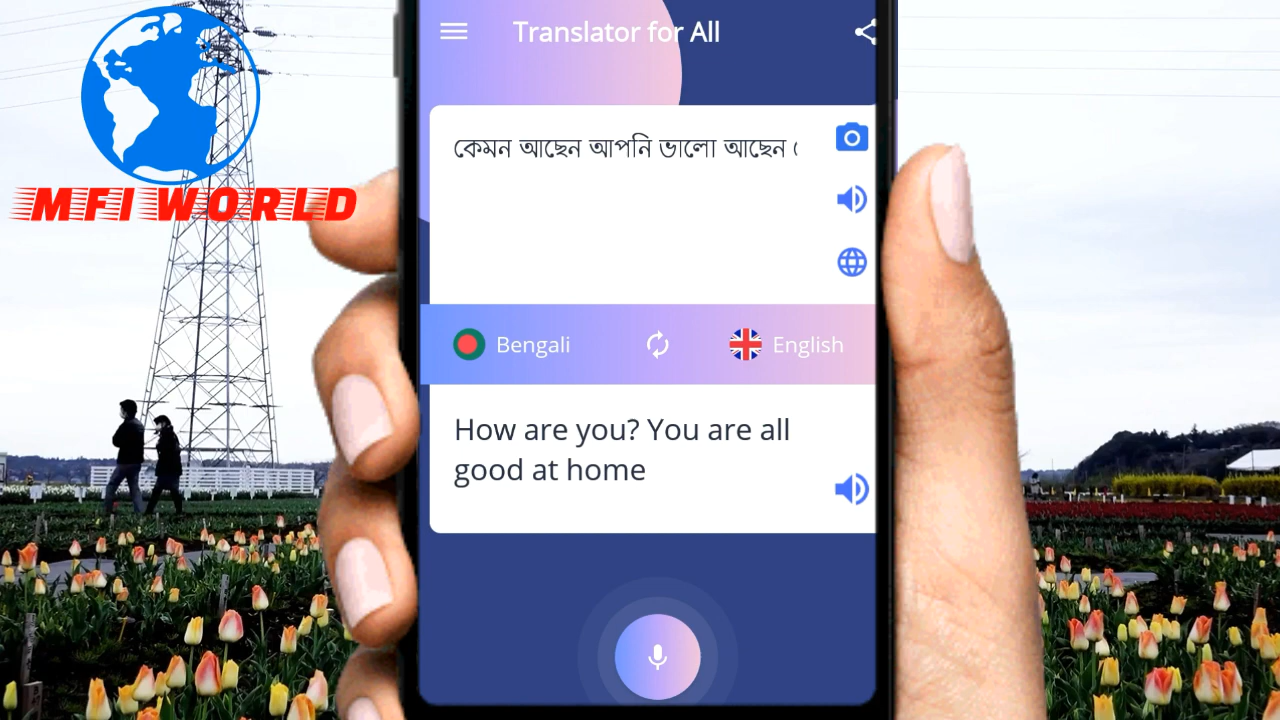 Translator for All
MFI WORLD
কেমন আছেন আপনি ভালো আছেন
Bengali
English
How are you? You are all
good at home